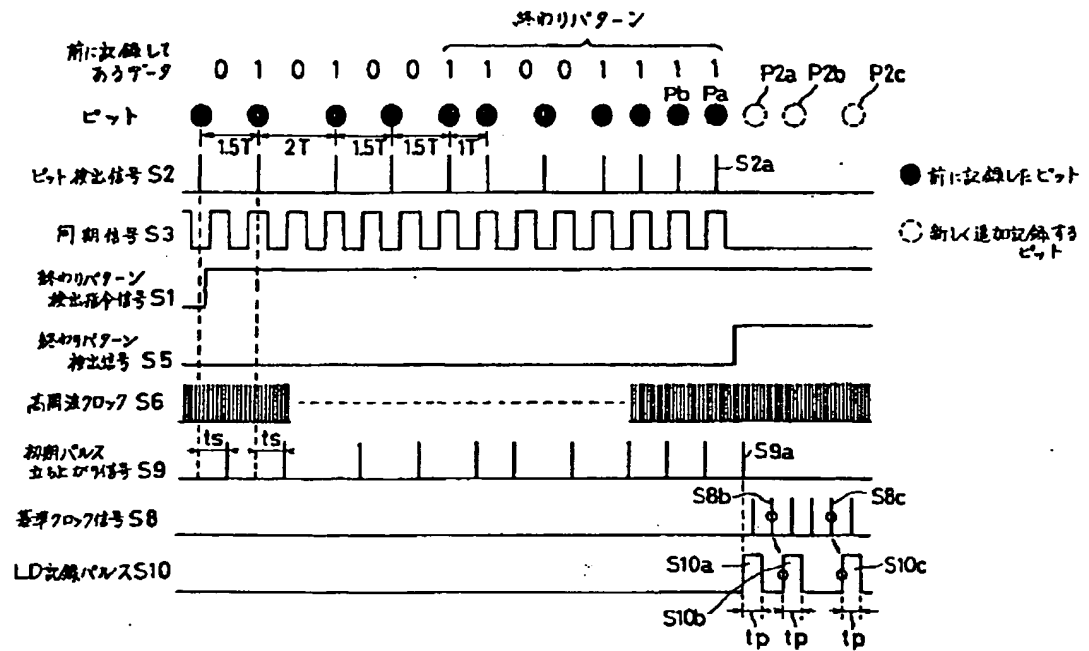 終わりパターン
前に記録して
あるデータ
0 1 0 1 0 0 1 1 0 0 1 1 1 1
P2a P2b P2c
Pb Pa
ピット
1.5T 2T 1.5T 1.5T 1T
ピット検出信号 S2
S2a
前に記録したピット
同期信号 S3
新しく追加記録する
ピット
終わりパターン
検出指令信号 S1
終わりパターン
検出信号 S5
高周波クロック S6
ts ts
初期パルス
立ち上がり信号 S9
S9a
S8b S8c
基準クロック信号 S8
LD記録パルス S10
S10a S10c
S10b
tp tp tp